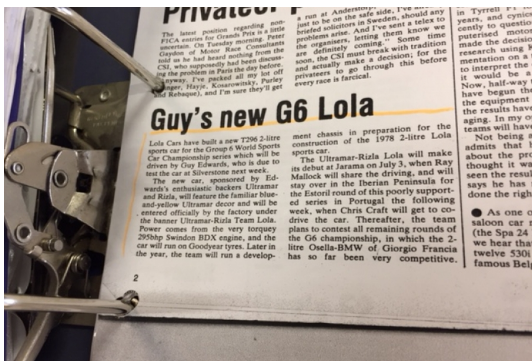 Privateer
The latest position regarding non-
FICA entries for Grands Prix is a little
uncertain. On Tuesday morning, Peter
Gaydon of Motor Race Consultants
told us he had heard nothing from the
CSI, who supposedly had been discuss-
ing the problem in Paris the day before.
anyway. I've packed all my lot off
Hayje, Kosarowitsky, Purley
and Rebaque), and I'm sure they'll get
a run at Anderstorp,
just to be on the safe side, I've
briefed solicitors in Sweden, should any
problems arise. And I've sent a telex to
the organisers, letting them know we
are definitely coming." Some time
soon, the CSI must break with tradition
and actually make a decision; for the
privateers to go through this before
every race is farcical.
Guy's new G6 Lola
Lola Cars have built a new T296 2-litre
sports car for the Group 6 World Sports
Car Championship series which will be
driven by Guy Edwards, who is due to
test the car at Silverstone next week.
The new car, sponsored by Ed-
wards's enthusiastic backers Ultramar
and Rizla, will feature the familiar blue-
and-yellow Ultramar decor and will be
entered officially by the factory under
the banner Ultramar-Rizla Team Lola.
Power comes from the very torquey
295bhp Swindon BDX engine, and the
car will run on Goodyear tyres. Later in
the year, the team will run a develop-
ment chassis in preparation for the
construction of the 1978 2-litre Lola
sports car.
The Ultramar-Rizla Lola will make
its debut at Jarama on July 3, when Ray
Mallock will share the driving, and will
stay over in the Iberian Peninsula for
the Estoril round of this poorly support-
ed series in Portugal the following
week, when Chris Craft will get to co-
drive the car. Thereafter, the team
plans to contest all remaining rounds of
the G6 championship, in which the 2-
litre Osella-BMW of Giorgio Francia
has so far been very competitive.
2
in Tyrrell
years, and
cently to question
puterised motor
made the decision
research using
mentation on a
to interpret the
it would be a
Now, half-way
have begun the
the equipment
the results have
aging. In my
teams will have
Not being a
admits that
about the
thought it was
seen the result
says he has
done the right
● As one
saloon car
(the Spa 24
we hear that
twelve 530i
famous